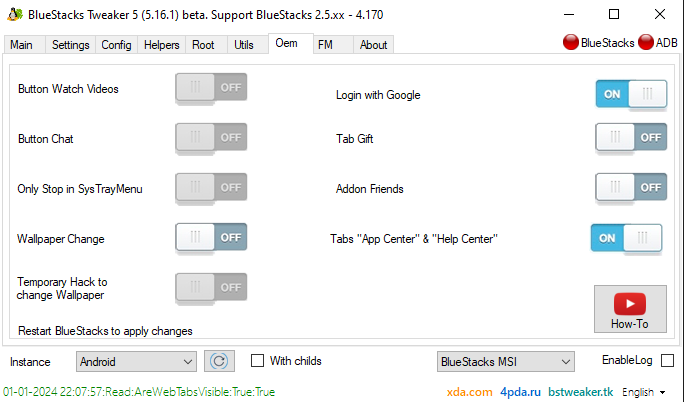 BlueStacks Tweaker 5 (5.16.1) beta. Support BlueStacks 2.5.xx - 4.170
Main Settings Config Helpers Root Utils Oem FM About BlueStacks ADB
Button Watch Videos OFF
Login with Google ON
Button Chat OFF
Tab Gift OFF
Only Stop in SysTrayMenu OFF
Addon Friends OFF
Wallpaper Change OFF
Tabs "App Center" & "Help Center" ON
Temporary Hack to
change Wallpaper OFF
How-To
Restart BlueStacks to apply changes
Instance Android With childs BlueStacks MSI EnableLog
01-01-2024 22:07:57:Read:AreWebTabsVisible:True:True xda.com 4pda.ru bstweaker.tk English